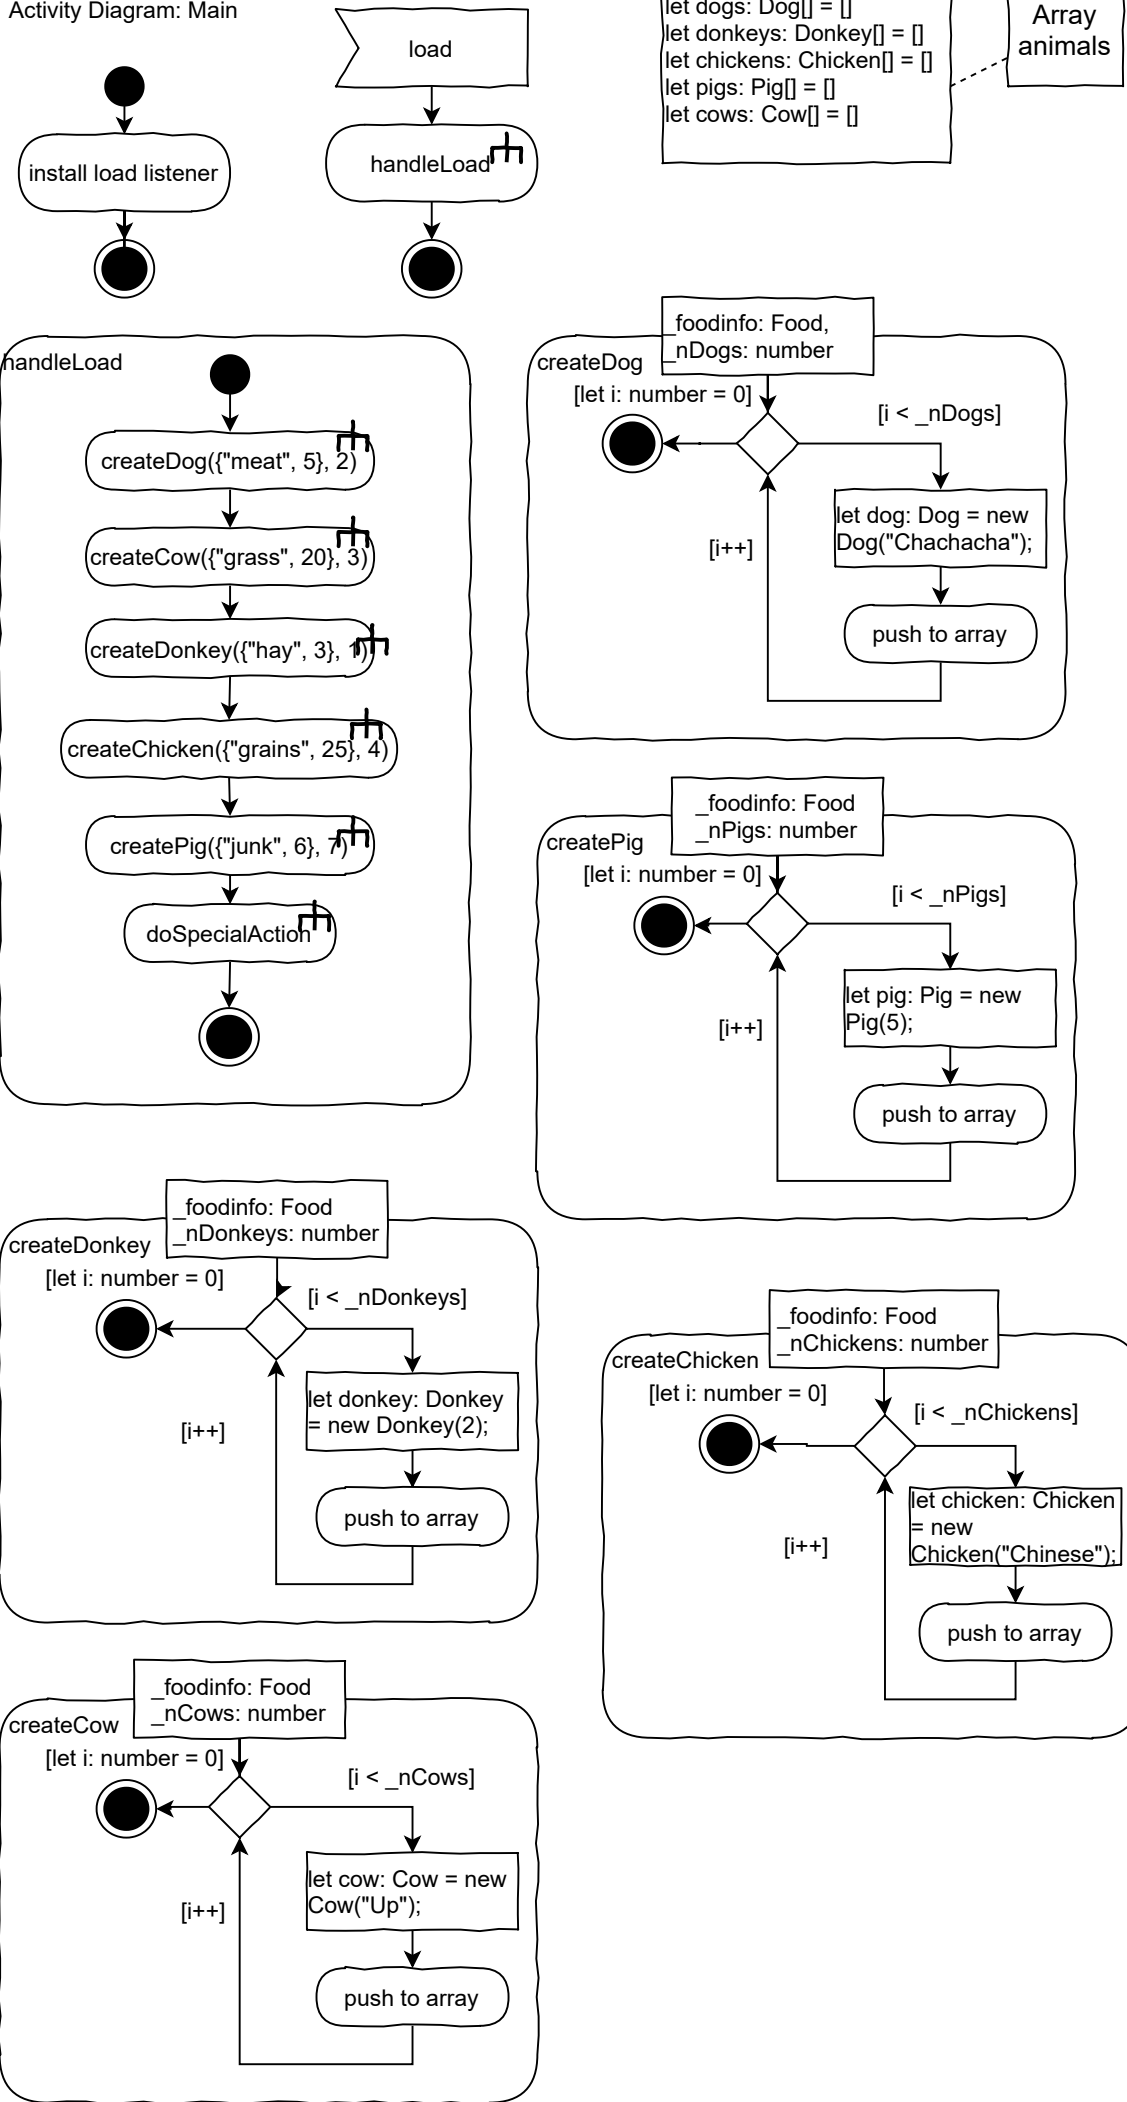 Activity Diagram: Main
load
install load listener
handleLoad
let dogs: Dog[] = []
let donkeys: Donkey[] = []
let chickens: Chicken[] = []
let pigs: Pig[] = []
let cows: Cow[] = []
Array
animals
handleLoad
createDog({"meat", 5}, 2)
createCow({"grass", 20}, 3)
createDonkey({"hay", 3}, 1)
createChicken({"grains", 25}, 4)
createPig({"junk", 6}, 7)
doSpecialAction
_foodinfo: Food,
_nDogs: number
createDog
[let i: number = 0]
[i < _nDogs]
let dog: Dog = new
Dog("Chachacha");
[i++]
push to array
_foodinfo: Food
_nPigs: number
createPig
[let i: number = 0]
[i < _nPigs]
let pig: Pig = new
Pig(5);
[i++]
push to array
_foodinfo: Food
_nDonkeys: number
createDonkey
[let i: number = 0]
[i < _nDonkeys]
let donkey: Donkey
= new Donkey(2);
[i++]
push to array
_foodinfo: Food
_nChickens: number
createChicken
[let i: number = 0]
[i < _nChickens]
let chicken: Chicken
= new
Chicken("Chinese");
[i++]
push to array
_foodinfo: Food
_nCows: number
createCow
[let i: number = 0]
[i < _nCows]
let cow: Cow = new
Cow("Up");
[i++]
push to array